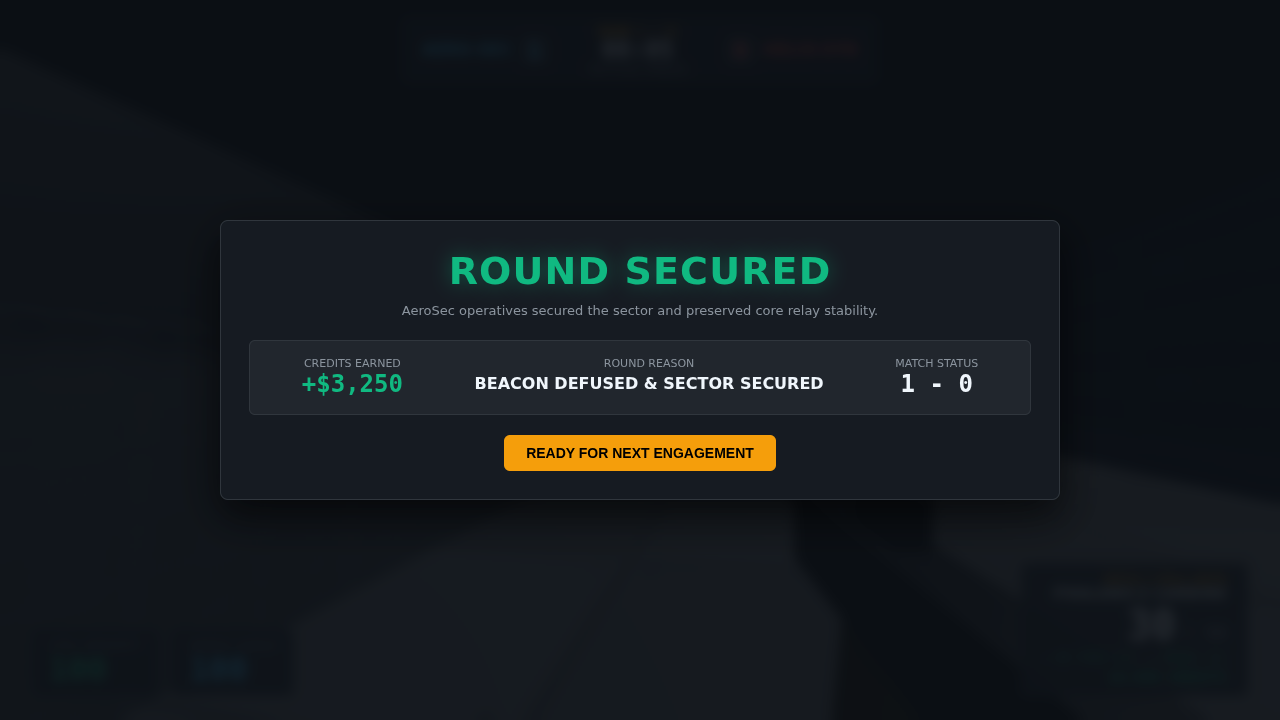 ROUND SECURED
AeroSec operatives secured the sector and preserved core relay stability.
CREDITS EARNED
+$3,250
ROUND REASON
BEACON DEFUSED & SECTOR SECURED
MATCH STATUS
1 - 0
READY FOR NEXT ENGAGEMENT
30